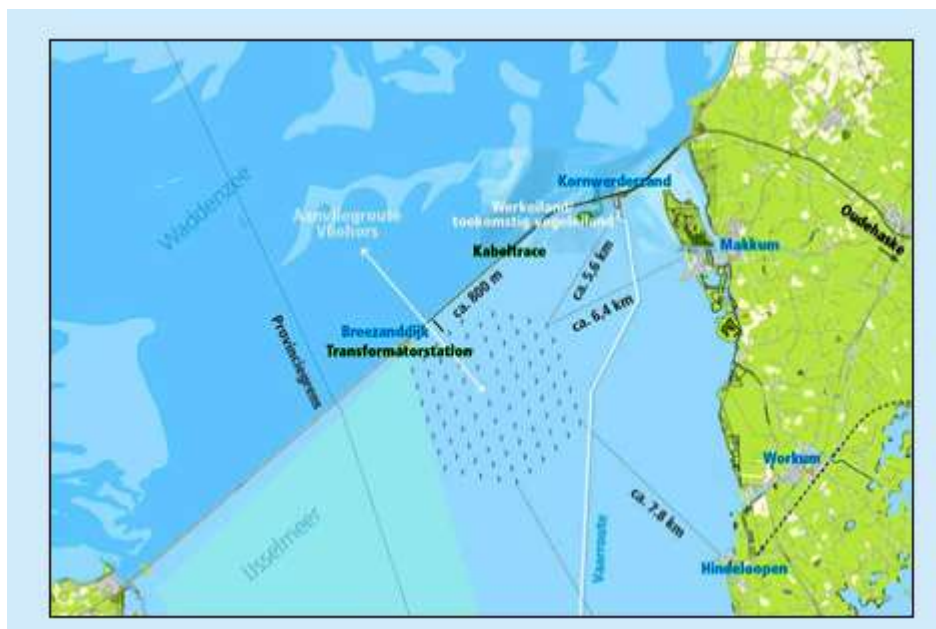 Waddenzee
Aanvliegroute
Vliehors
Kornwerderzand
Werkeiland
toekomstig vogeleiland
Oudehaske
Makkum
Kabeltrace
ca. 5,6 km
ca. 800 m
ca. 6,4 km
Breezanddijk
Transformatorstation
Provinciegrens
Workum
ca. 7,8 km
IJsselmeer
Vaarroute
Hindeloopen